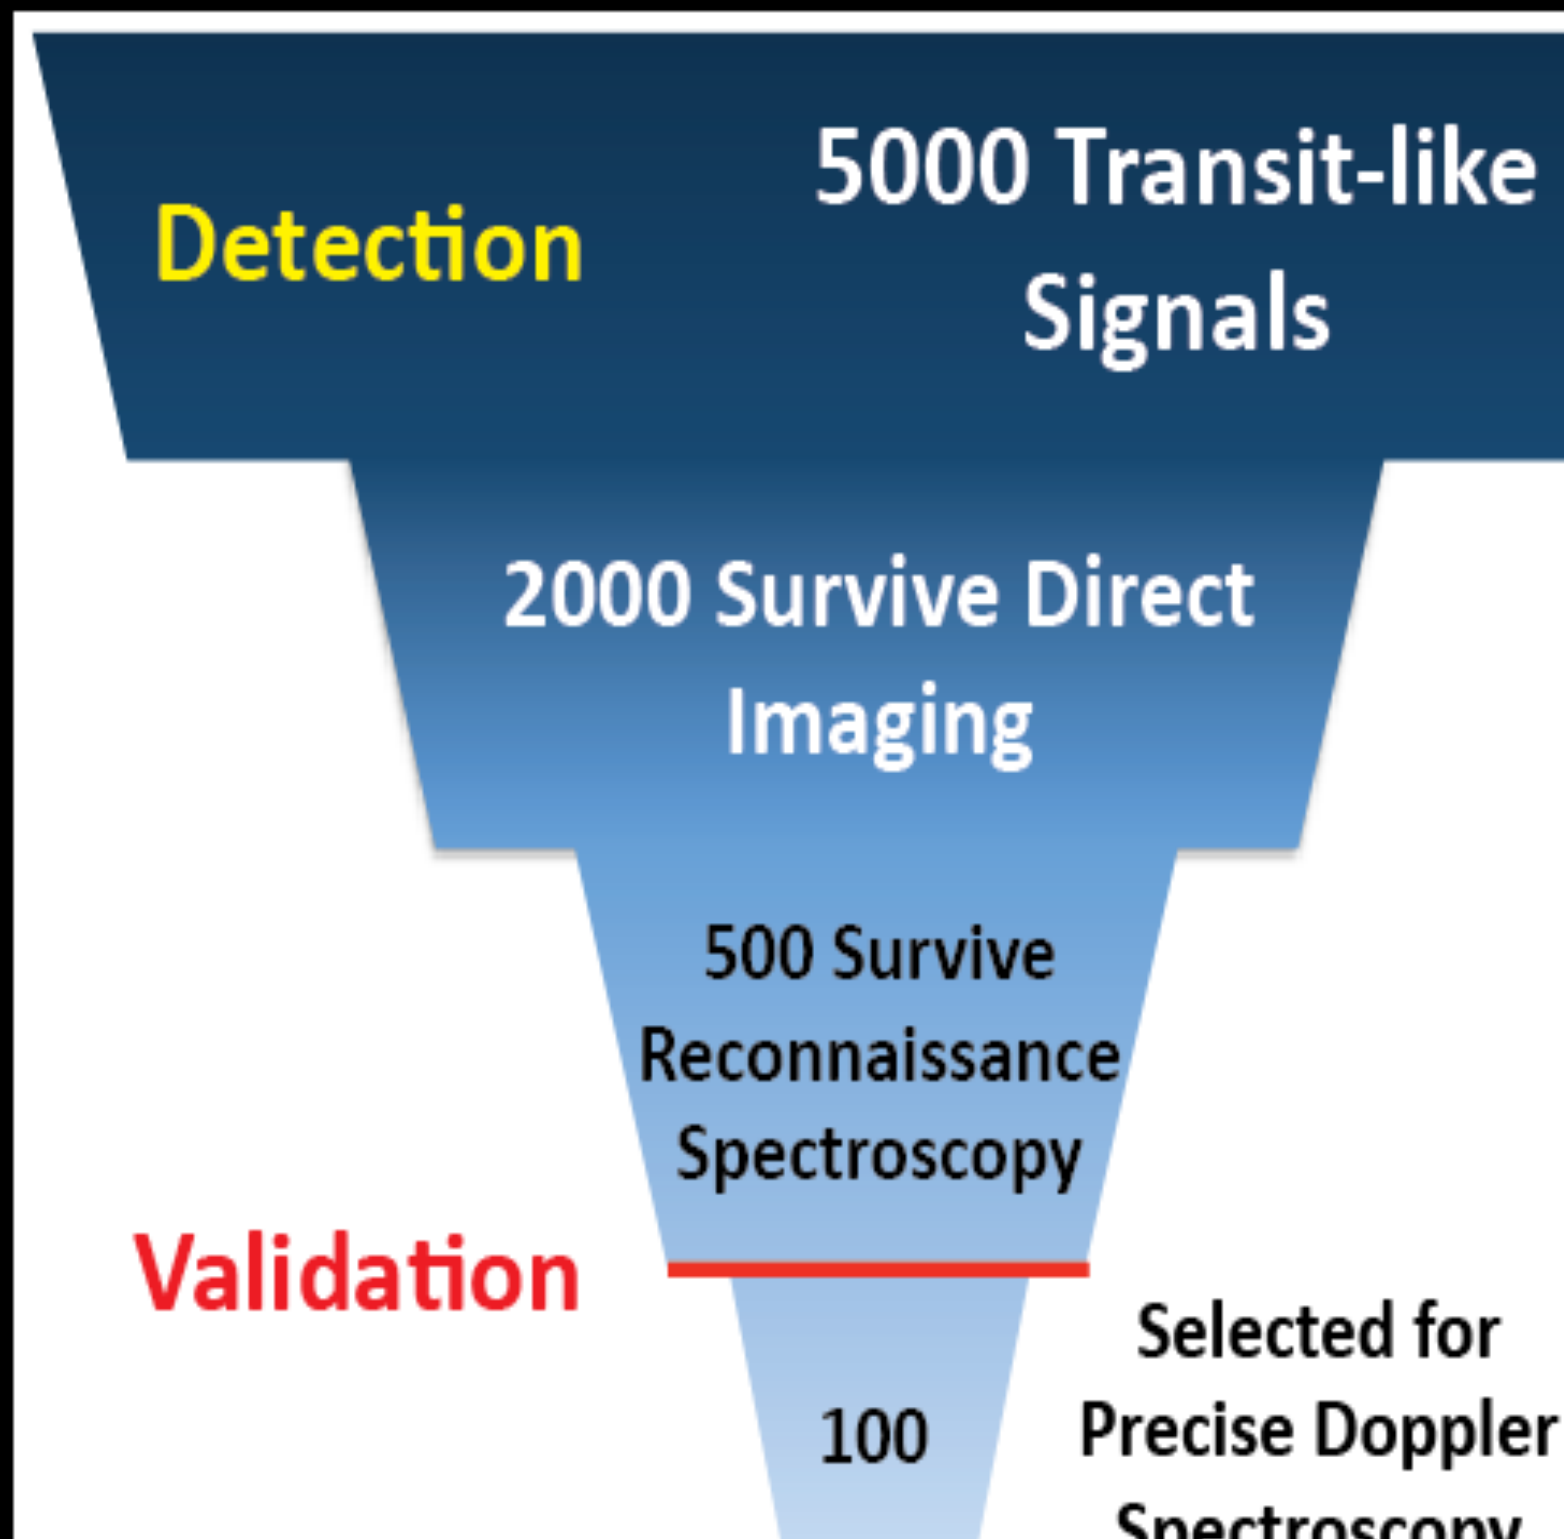 Detection
5000 Transit-like
Signals
2000 Survive Direct
Imaging
500 Survive
Reconnaissance
Spectroscopy
Validation
100
Selected for
Precise Doppler
Spectroscopy